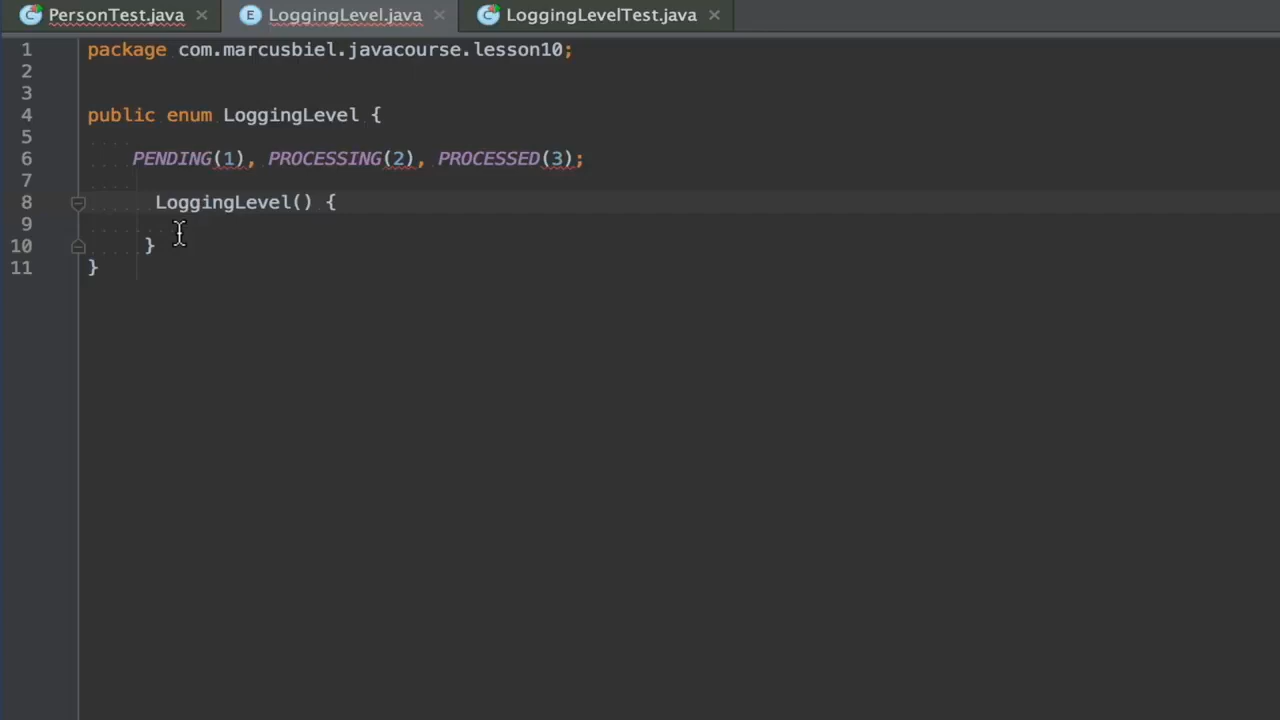 PersonTest.java LoggingLevel.java LoggingLevelTest.java
1 package com.marcusbiel.javacourse.lesson10;
2
3
4 public enum LoggingLevel {
5
6 PENDING(1), PROCESSING(2), PROCESSED(3);
7
8 LoggingLevel() {
9
10 }
11 }